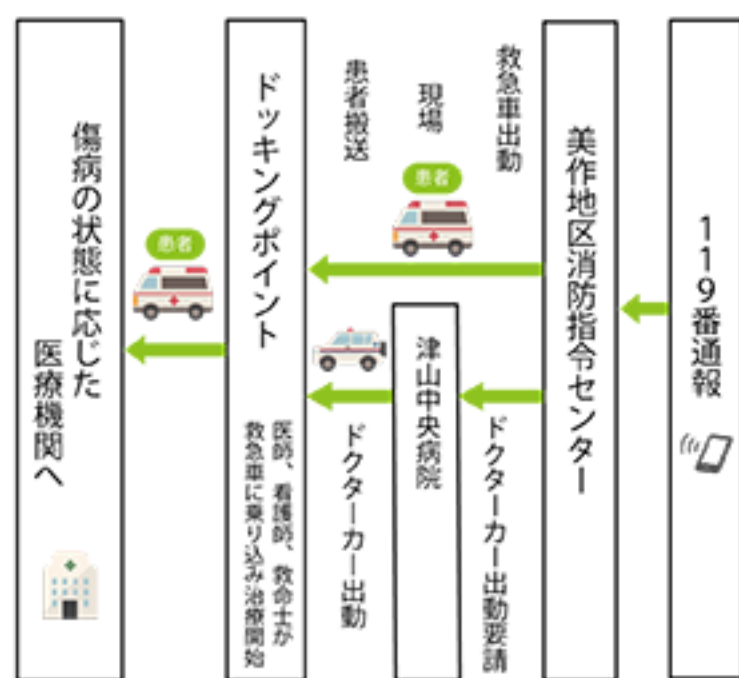 119番通報
美作地区消防指令センター
救急車出動
ドクターカー出動要請
現場
患者
津山中央病院
患者搬送
ドクターカー出動
ドッキングポイント
医師、看護師、救命士が
救急車に乗り込み治療開始
患者
傷病の状態に応じた
医療機関へ